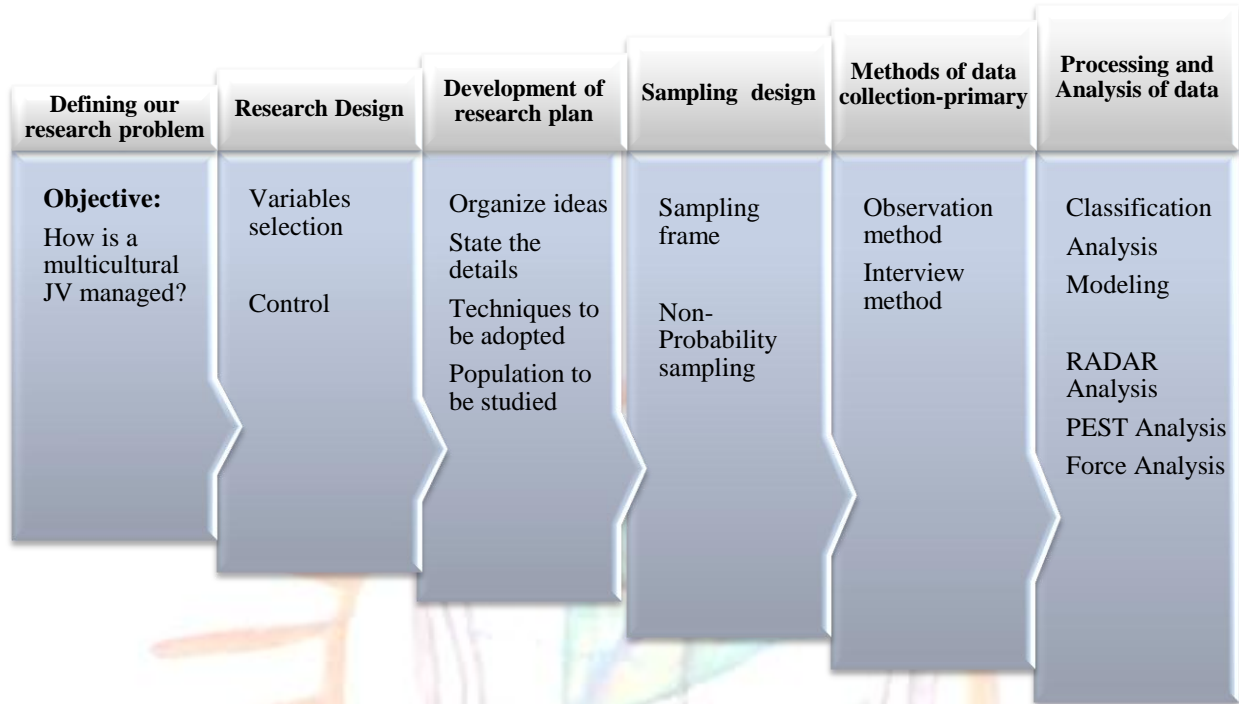 Defining our
research problem
Objective:
How is a
multicultural
JV managed?
Research Design
Variables
selection
Control
Development of
research plan
Organize ideas
State the
details
Techniques to
be adopted
Population to
be studied
Sampling design
Sampling
frame
Non-
Probability
sampling
Methods of data
collection-primary
Observation
method
Interview
method
Processing and
Analysis of data
Classification
Analysis
Modeling
RADAR
Analysis
PEST Analysis
Force Analysis